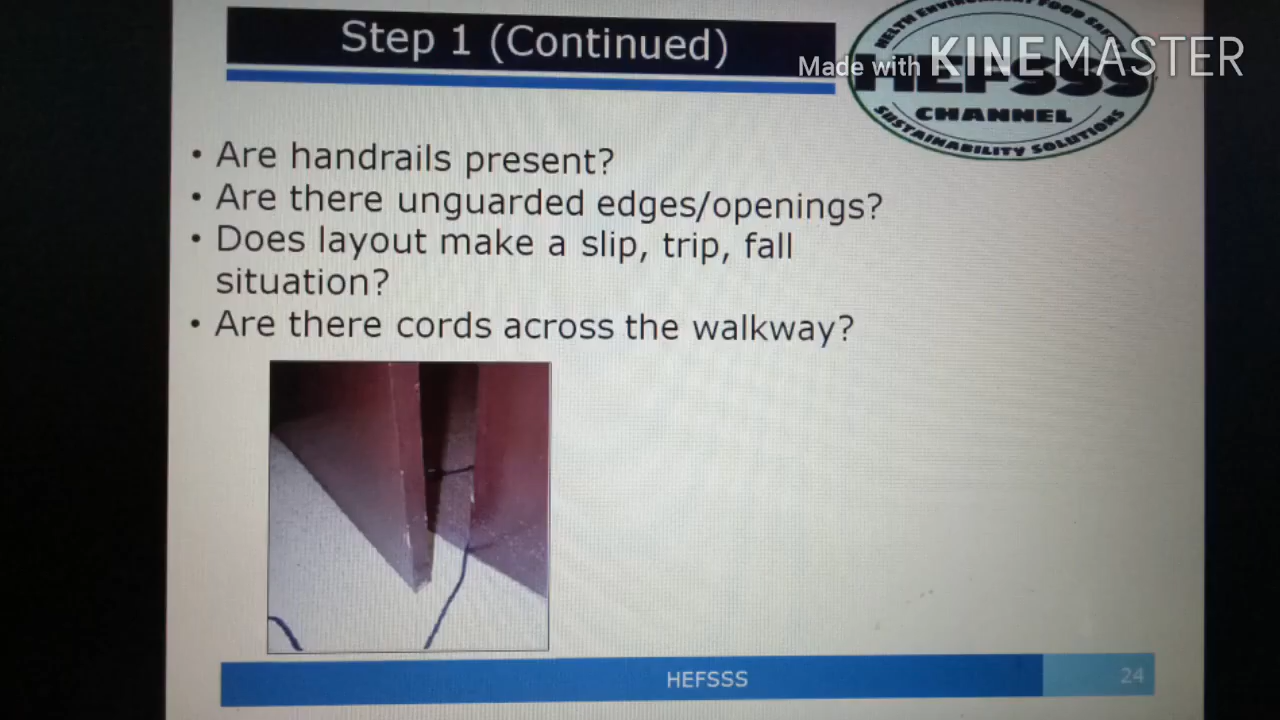 Step 1 (Continued)
Made with KINEMASTER
HEFSSS
CHANNEL
SUSTAINABILITY SOLUTIONS
• Are handrails present?
• Are there unguarded edges/openings?
• Does layout make a slip, trip, fall
situation?
• Are there cords across the walkway?
HEFSSS
24